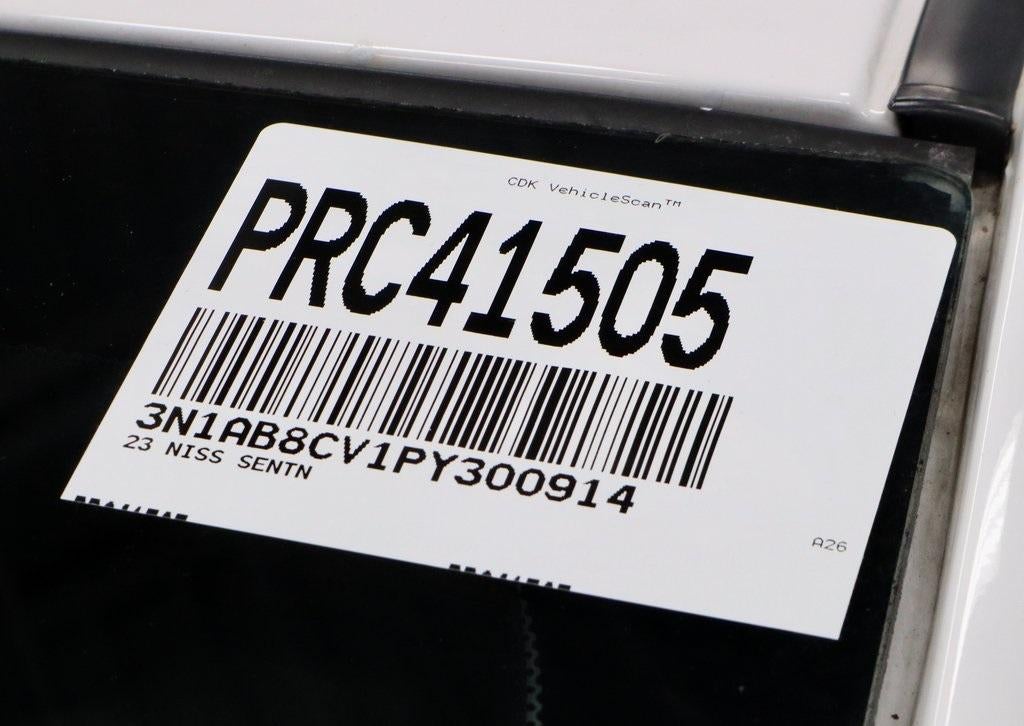 CDK VehicleScan™
PRC41505
3N1AB8CV1PY300914
23 NISS SENTN
A26